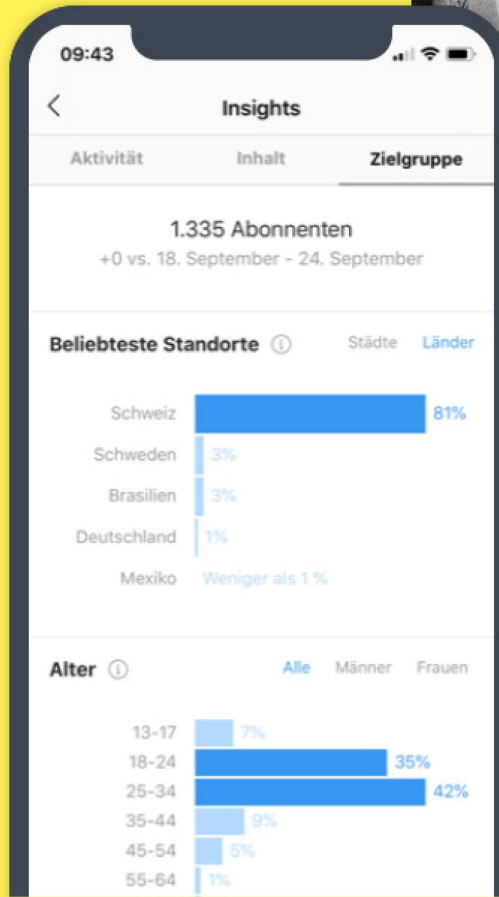 09:43
Insights
Aktivität Inhalt Zielgruppe
1.335 Abonnenten
+0 vs. 18. September - 24. September
Beliebteste Standorte Städte Länder
Schweiz 81%
Schweden 3%
Brasilien 3%
Deutschland 1%
Mexiko Weniger als 1 %
Alter Alle Männer Frauen
13-17 7%
18-24 35%
25-34 42%
35-44 9%
45-54 5%
55-64 1%